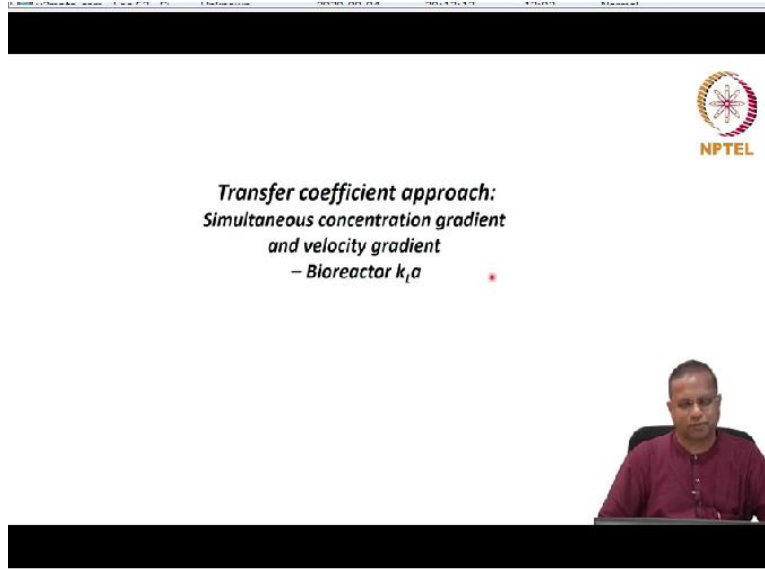 NPTEL
Transfer coefficient approach:
Simultaneous concentration gradient
and velocity gradient
– Bioreactor kLa